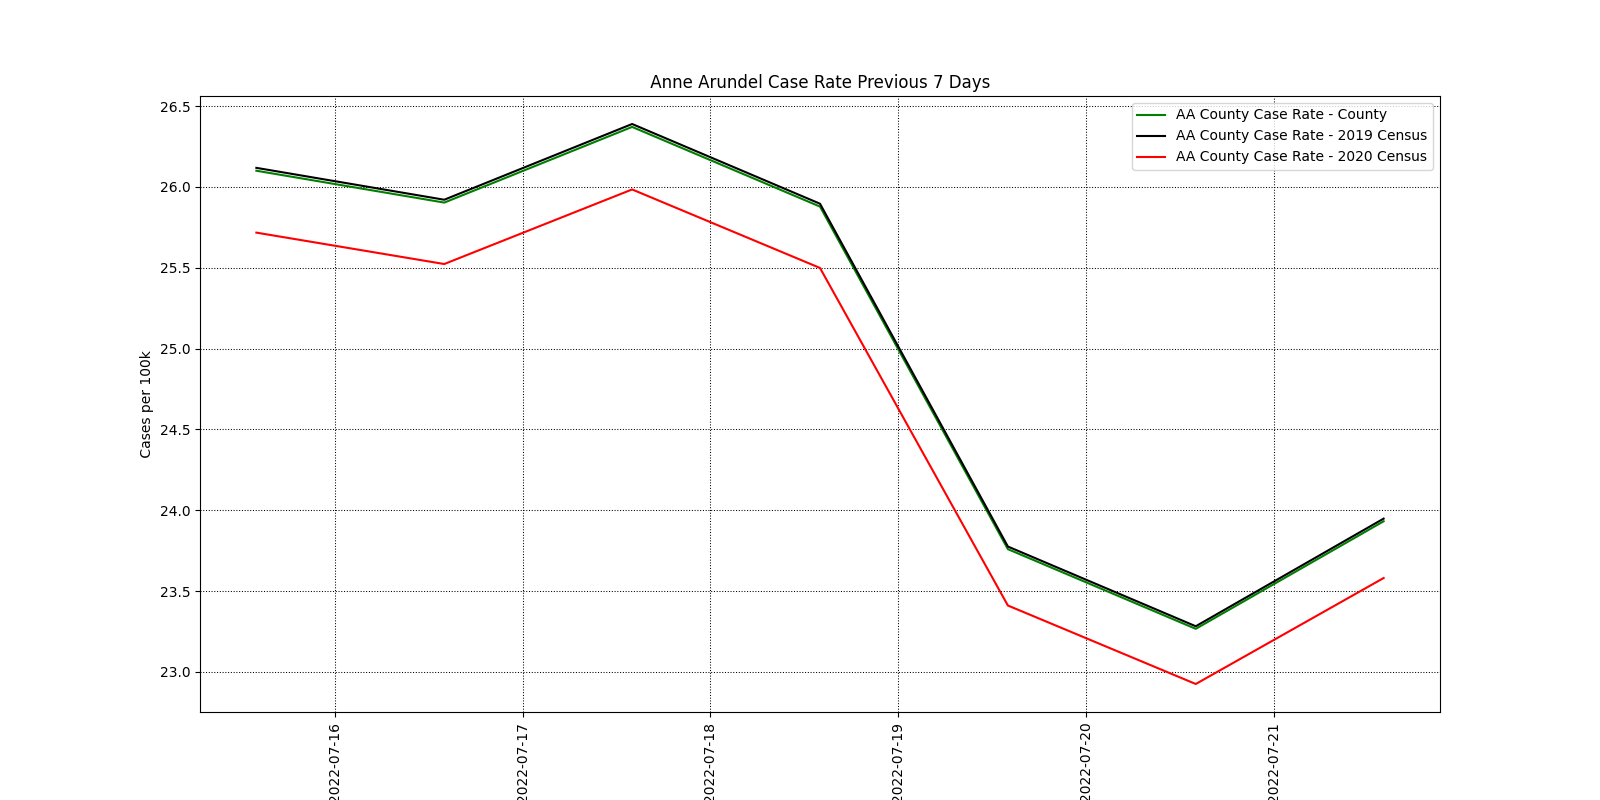 Anne Arundel Case Rate Previous 7 Days
AA County Case Rate - County
AA County Case Rate - 2019 Census
AA County Case Rate - 2020 Census
Cases per 100k
26.5
26.0
25.5
25.0
24.5
24.0
23.5
23.0
2022-07-16
2022-07-17
2022-07-18
2022-07-19
2022-07-20
2022-07-21